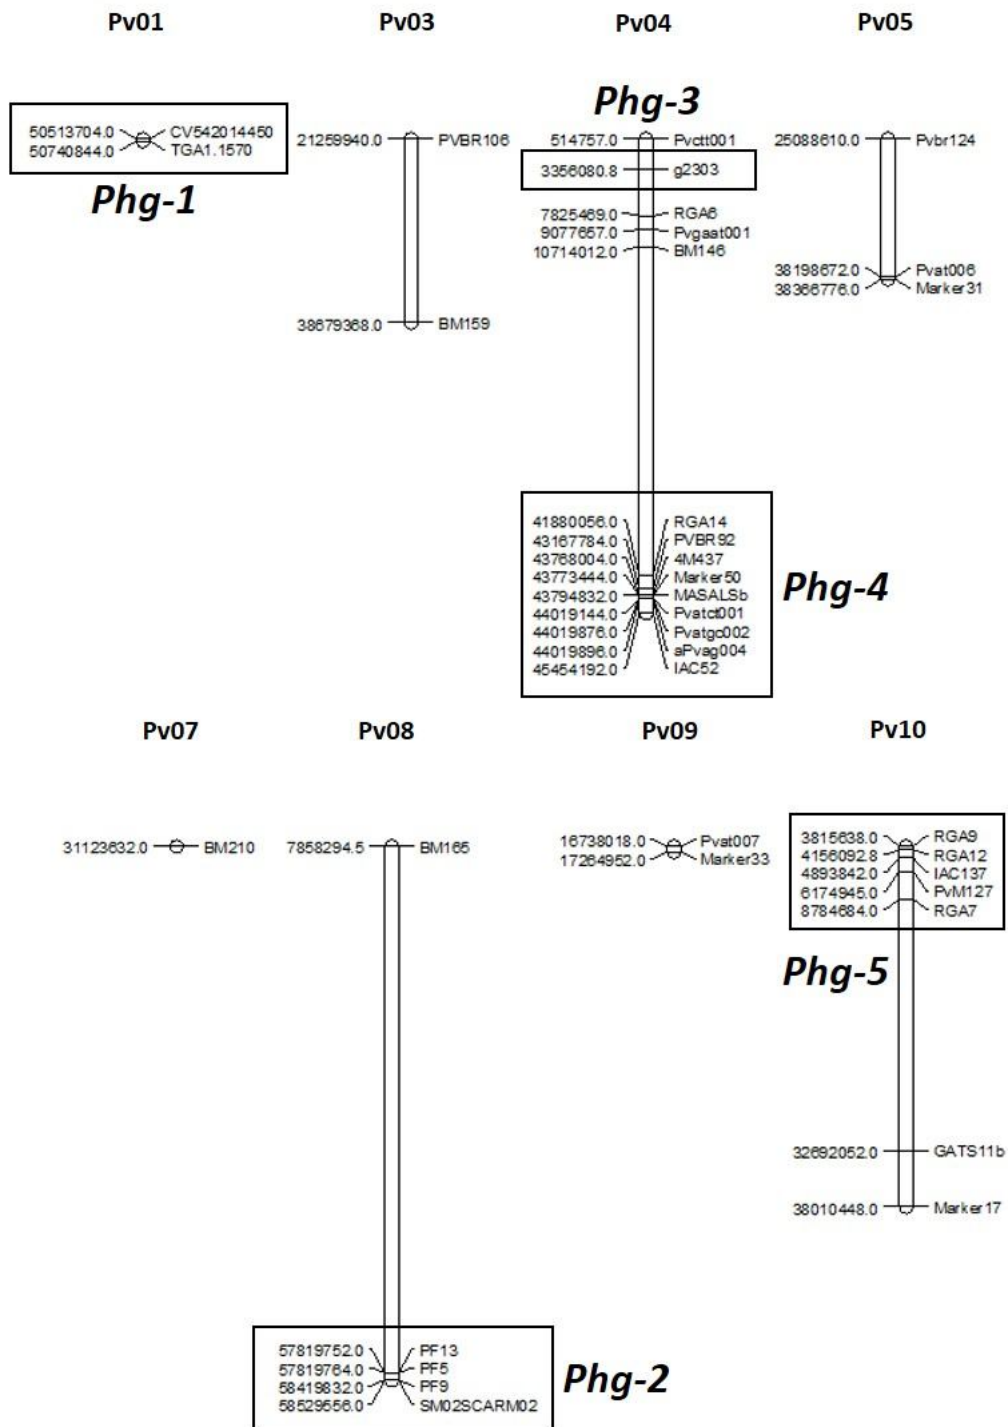 Pv01 Pv03 Pv04 Pv05
Phg-3
50513704.0 CV542014450
50740844.0 TGA1.1570
Phg-1
21259940.0 PVBR106
38679368.0 BM159
514757.0 Pvctt001
3356080.8 g2303
7825469.0 RGA6
9077657.0 Pvgaat001
10714012.0 BM146
41880056.0 RGA14
43167784.0 PVBR92
43768004.0 4M437
43773444.0 Marker50
43794832.0 MASALSb
44019144.0 Pvatct001
44019876.0 Pvatgc002
44019896.0 aPvag004
45454192.0 IAC52
Phg-4
25088610.0 Pvbr124
38198672.0 Pvat006
38366776.0 Marker31
Pv07 Pv08 Pv09 Pv10
31123632.0 BM210
7858294.5 BM165
57819752.0 PF13
57819764.0 PF5
58419832.0 PF9
58529556.0 SM02SCARM02
Phg-2
16738018.0 Pvat007
17264952.0 Marker33
3815638.0 RGA9
4156092.8 RGA12
4893842.0 IAC137
6174945.0 PvM127
8784684.0 RGA7
Phg-5
32692052.0 GATS11b
38010448.0 Marker17